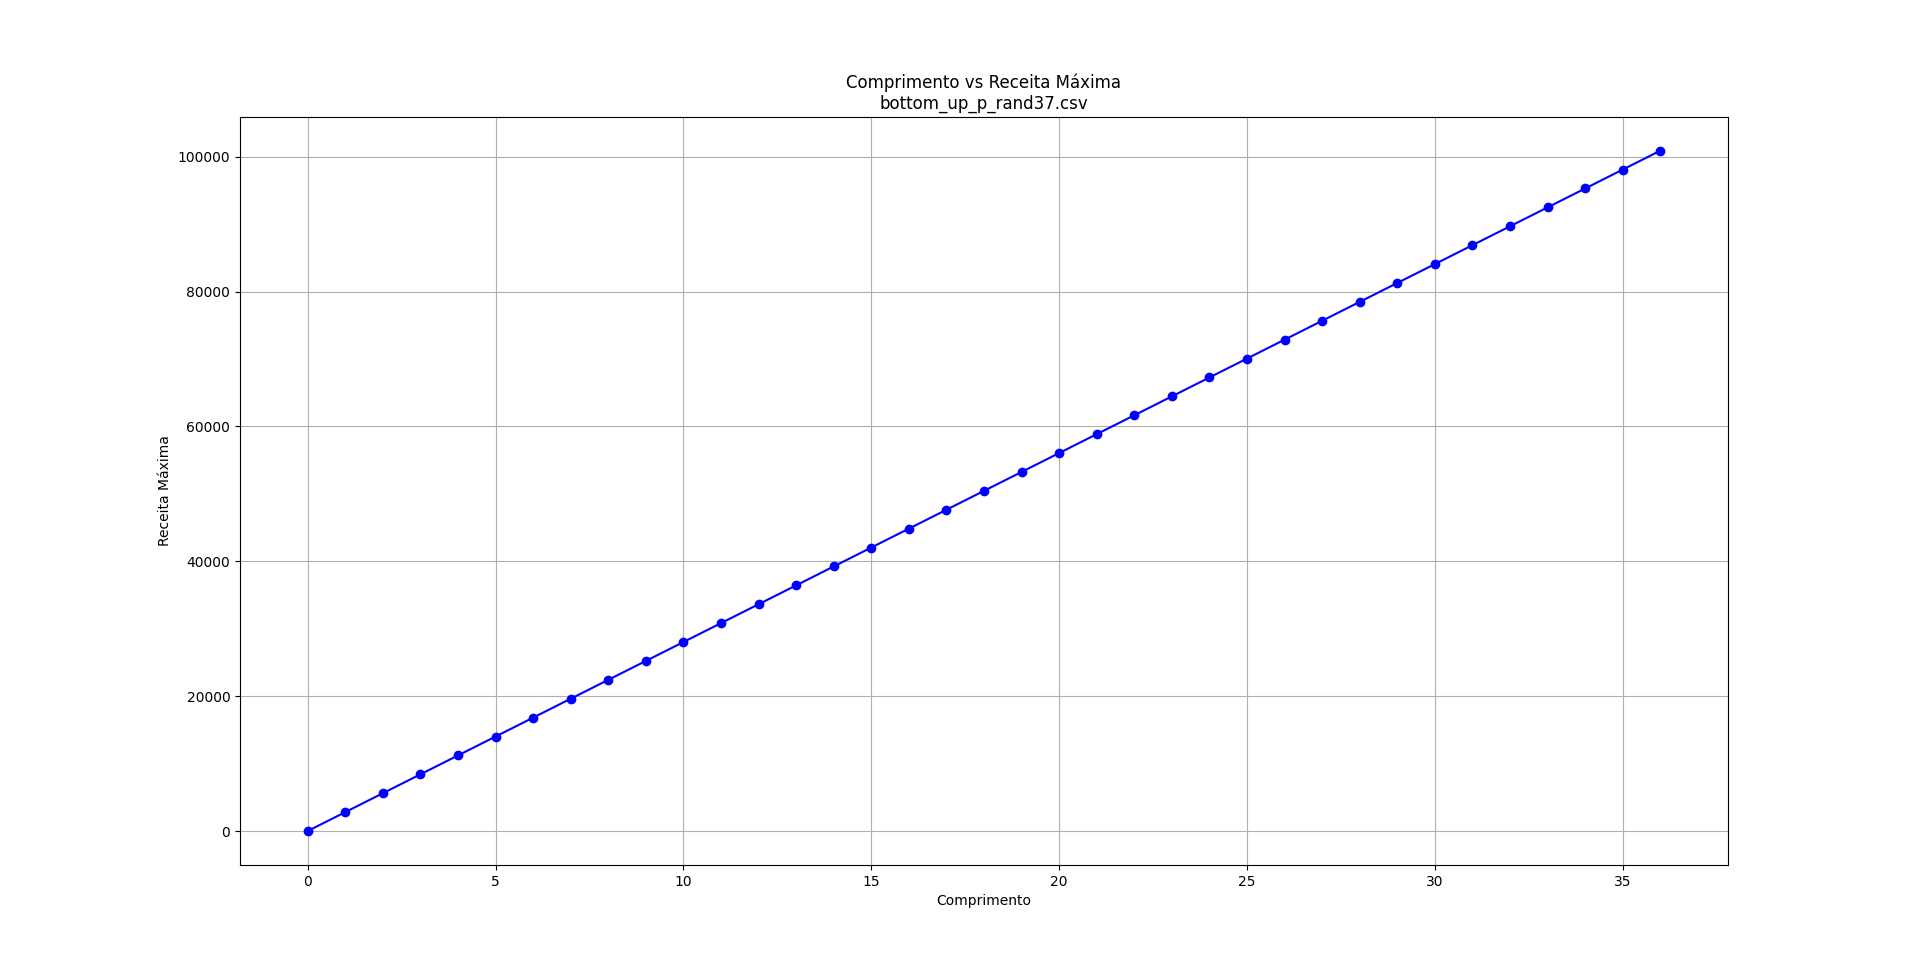 Comprimento vs Receita Máxima
bottom_up_p_rand37.csv
100000
80000
60000
40000
20000
0
Receita Máxima
0 5 10 15 20 25 30 35
Comprimento